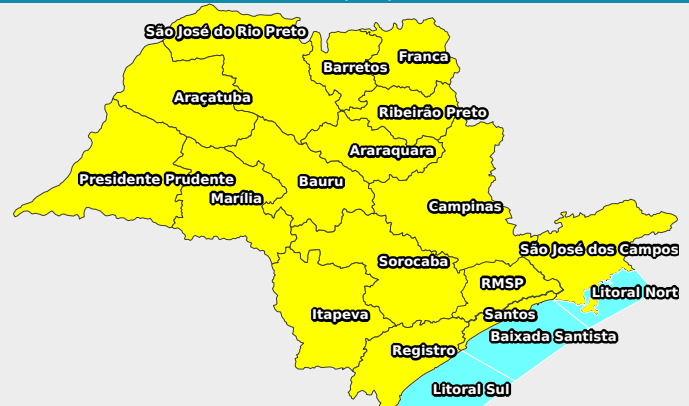 São José do Rio Preto
Franca
Barretos
Araçatuba
Ribeirão Preto
Araraquara
Presidente Prudente
Bauru
Marília
Campinas
São José dos Campos
Sorocaba
RMSP
Litoral Nort
Itapeva
Santos
Baixada Santista
Registro
Litoral Sul